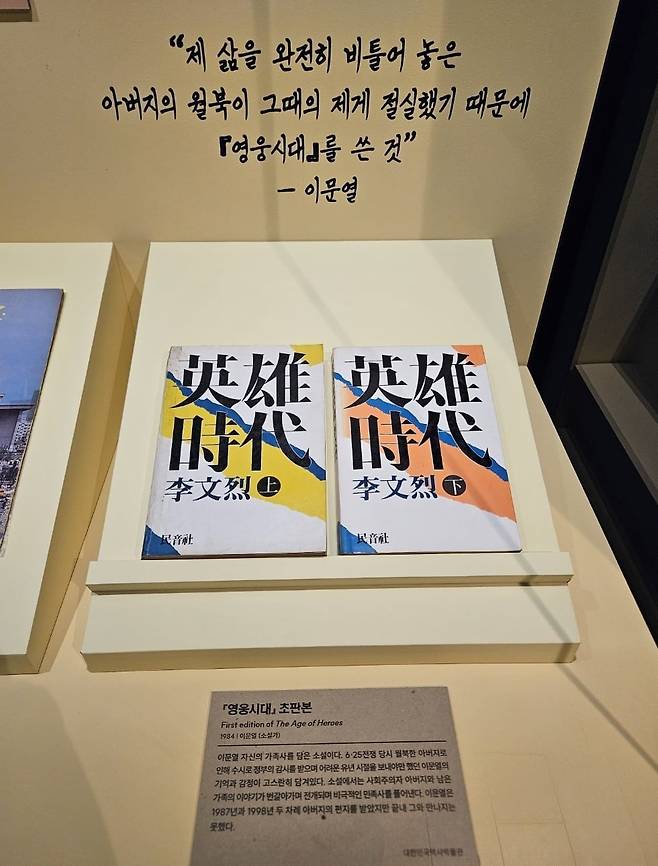 “제 삶을 완전히 비틀어 놓은
아버지의 월북이 그때의 제게 절실했기 때문에
『영웅시대』를 쓴 것”
– 이문열
英雄
時代
李文烈 上
民音社
英雄
時代
李文烈 下
民音社
『영웅시대』 초판본
First edition of The Age of Heroes
1984 | 이문열 (소설가)
이문열 자신의 가족사를 담은 소설이다. 6·25전쟁 당시 월북한 아버지로
인해 수시로 정부의 감시를 받으며 어려운 유년 시절을 보내야만 했던 이문열의
기억과 감정이 고스란히 담겨있다. 소설에서는 사회주의자 아버지와 남은
가족의 이야기가 번갈아가며 전개되며 비극적인 민족사를 풀어낸다. 이문열은
1987년과 1998년 두 차례 아버지의 편지를 받았지만 끝내 그와 만나지는
못했다.
대한민국역사박물관